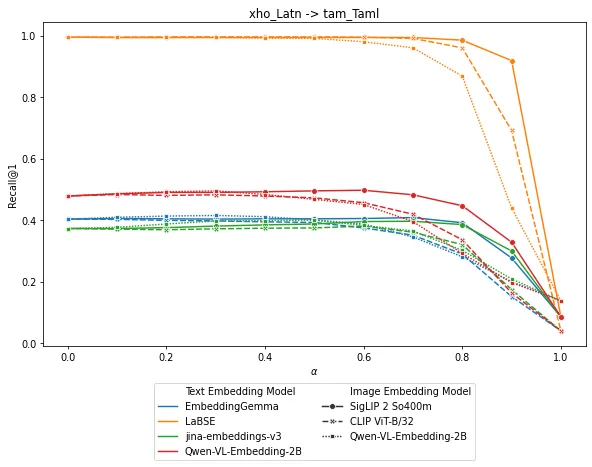 xho_Latn -> tam_Taml
Recall@1
1.0
0.8
0.6
0.4
0.2
0.0
0.0 0.2 0.4 0.6 0.8 1.0
α
Text Embedding Model
EmbeddingGemma
LaBSE
jina-embeddings-v3
Qwen-VL-Embedding-2B
Image Embedding Model
SigLIP 2 So400m
CLIP ViT-B/32
Qwen-VL-Embedding-2B